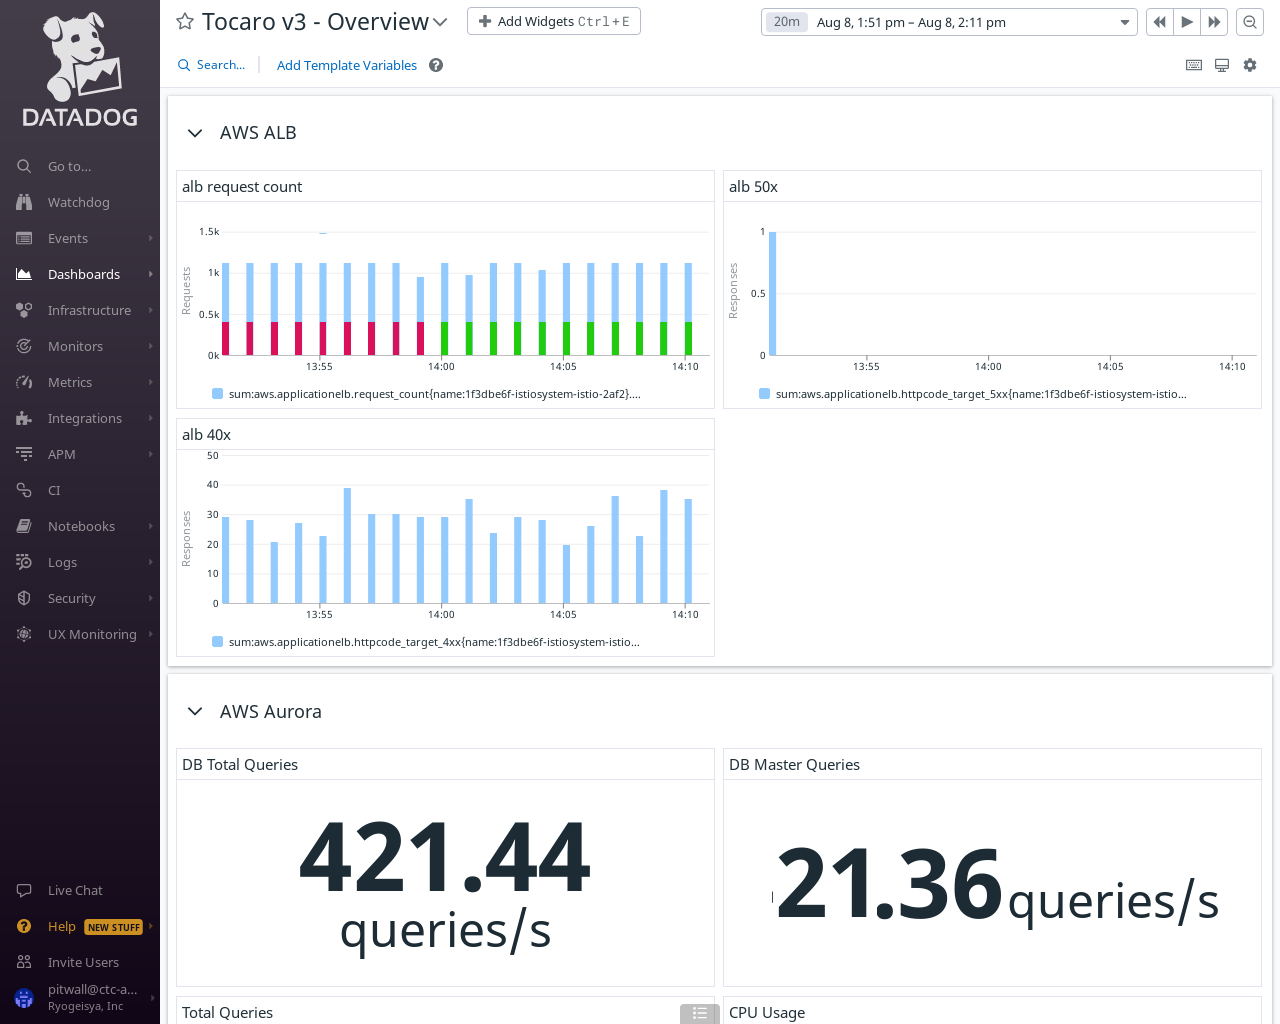 DATADOG
Go to...
Watchdog
Events
Dashboards
Infrastructure
Monitors
Metrics
Integrations
APM
CI
Notebooks
Logs
Security
UX Monitoring
Live Chat
Help NEW STUFF
Invite Users
pitwall@ctc-a...
Ryogeisya, Inc
Tocaro v3 - Overview
Add Widgets Ctrl+E
20m Aug 8, 1:51 pm – Aug 8, 2:11 pm
Search...
Add Template Variables
AWS ALB
alb request count
Requests
1.5k
1k
0.5k
0k
13:55 14:00 14:05 14:10
sum:aws.applicationelb.request_count{name:1f3dbe6f-istiosystem-istio-2af2}....
alb 50x
Responses
1
0.5
0
13:55 14:00 14:05 14:10
sum:aws.applicationelb.httpcode_target_5xx{name:1f3dbe6f-istiosystem-istio...
alb 40x
Responses
50
40
30
20
10
0
13:55 14:00 14:05 14:10
sum:aws.applicationelb.httpcode_target_4xx{name:1f3dbe6f-istiosystem-istio...
AWS Aurora
DB Total Queries
421.44
queries/s
DB Master Queries
21.36 queries/s
Total Queries
CPU Usage